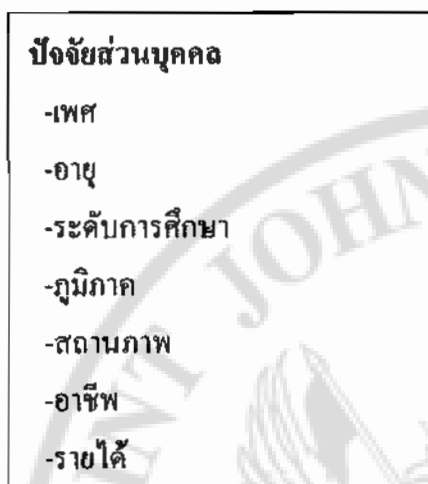 ปัจจัยส่วนบุคคล
-เพศ
-อายุ
-ระดับการศึกษา
-ภูมิภาค
-สถานภาพ
-อาชีพ
-รายได้
NT JOHN